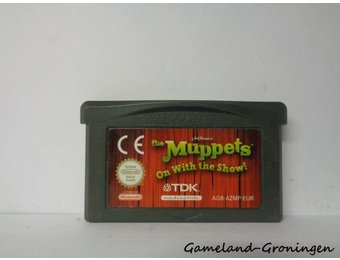 CE
the Muppets
On With the Show!
TDK
Nintendo
AGB-AZMP-EUR
Gameland-Groningen